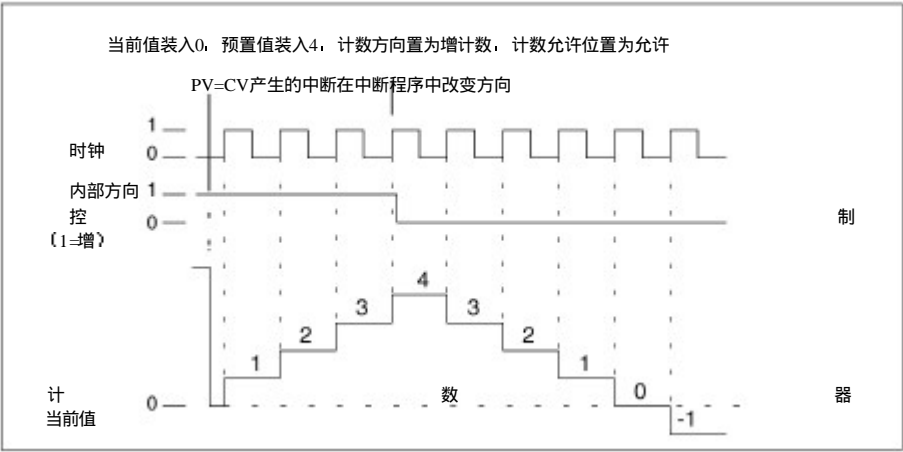 当前值装入0，预置值装入4，计数方向置为增计数，计数允许位置为允许
PV=CV产生的中断在中断程序中改变方向
1
时钟 0
内部方向 1
控 0 制
（1=增）
4
3 3
2 2
1 1
计 0 数 0 器
当前值 -1